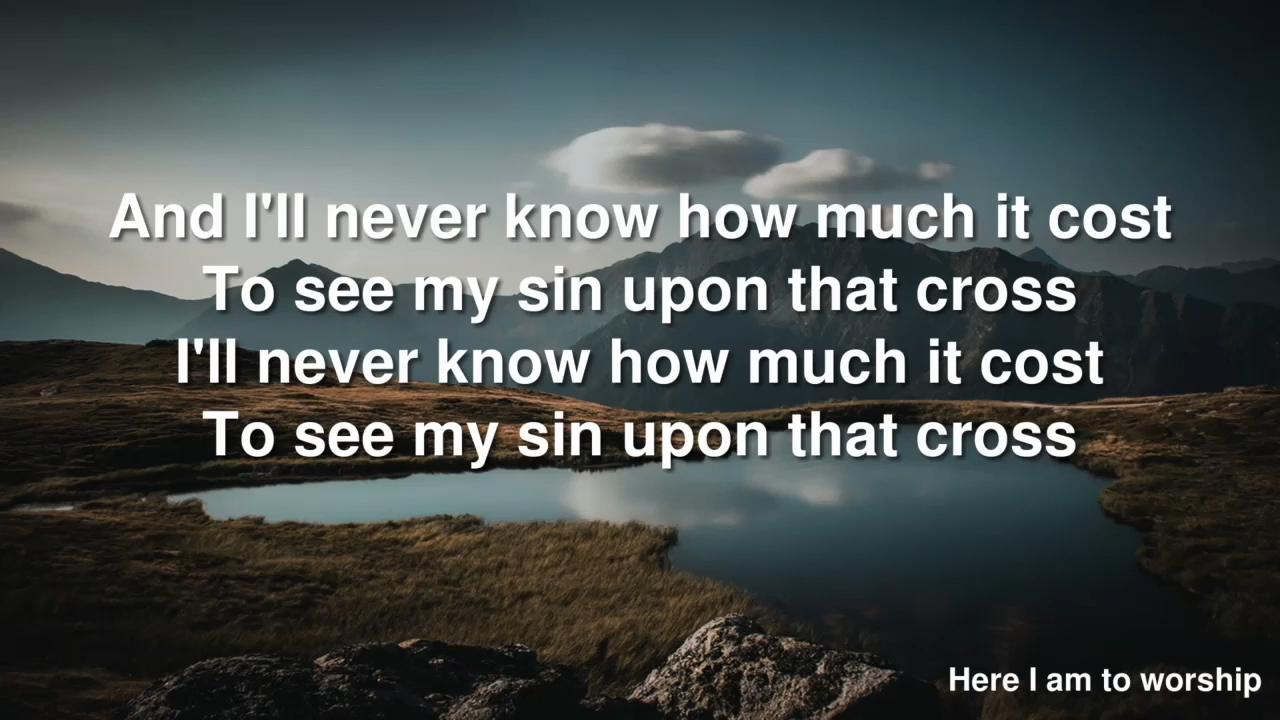 And I'll never know how much it cost
To see my sin upon that cross
I'll never know how much it cost
To see my sin upon that cross
Here I am to worship